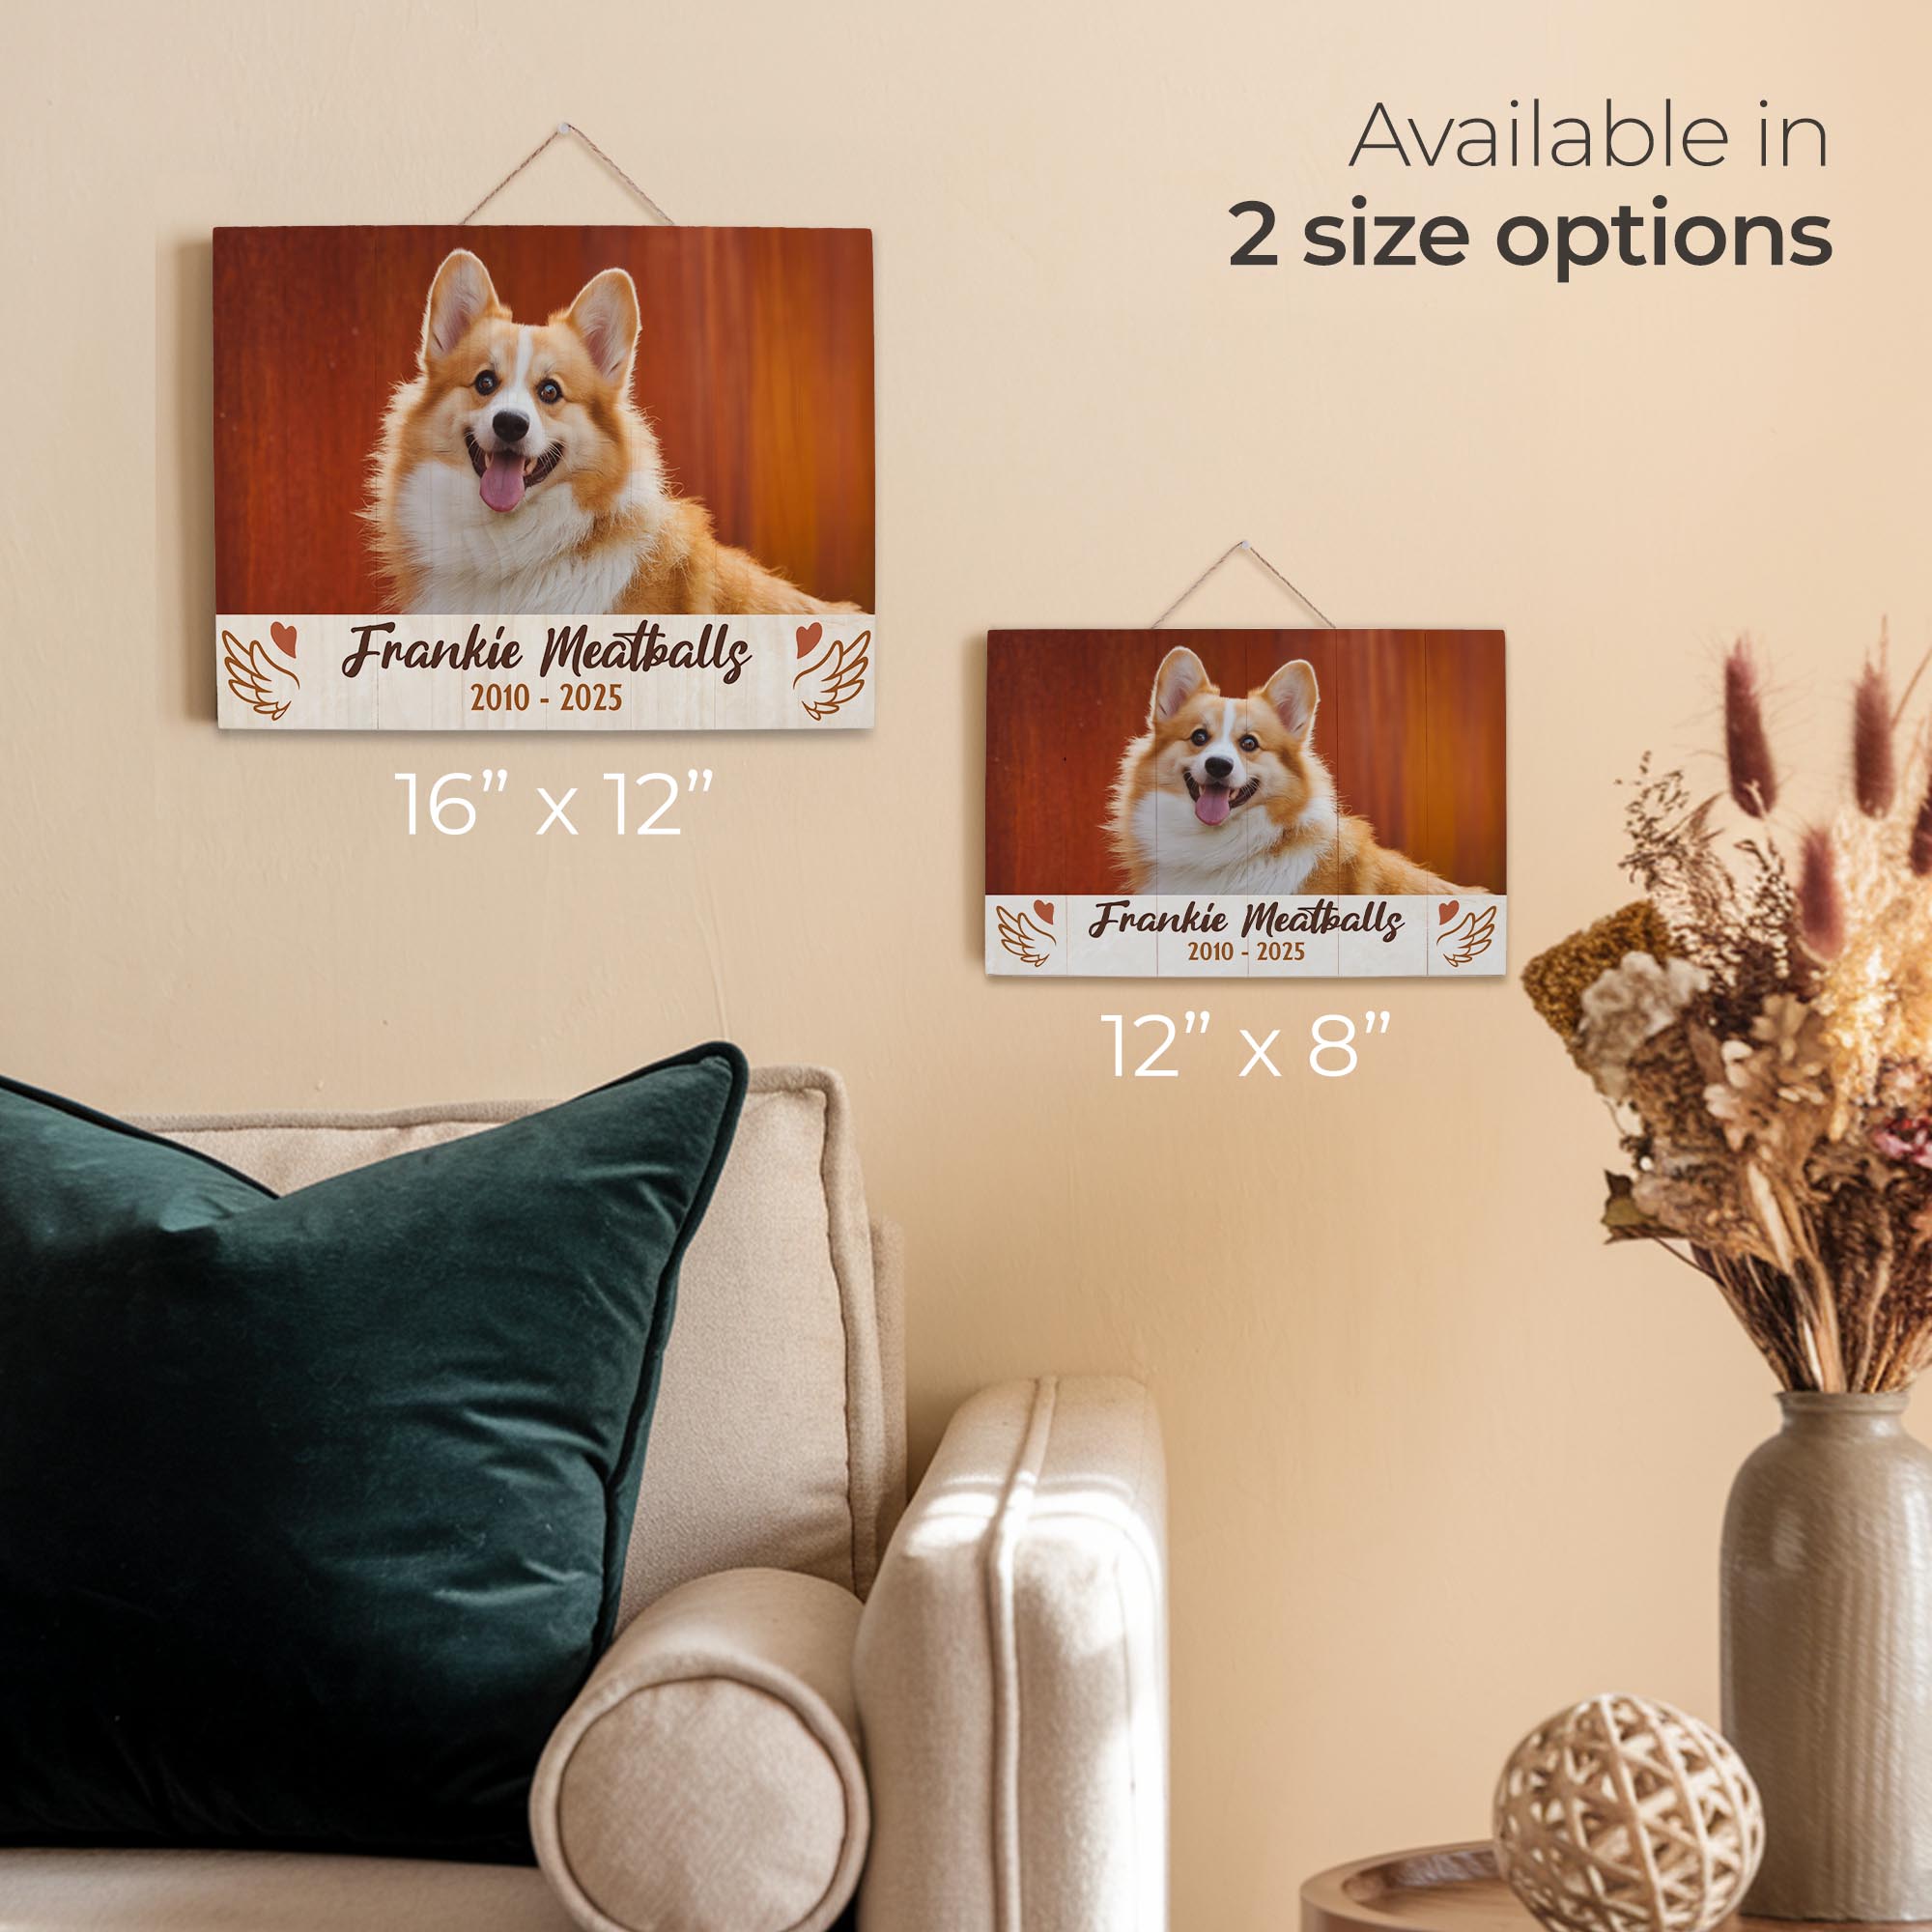 Available in
2 size options
Frankie Meatballs
2010 - 2025
16” x 12”
Frankie Meatballs
2010 - 2025
12” x 8”